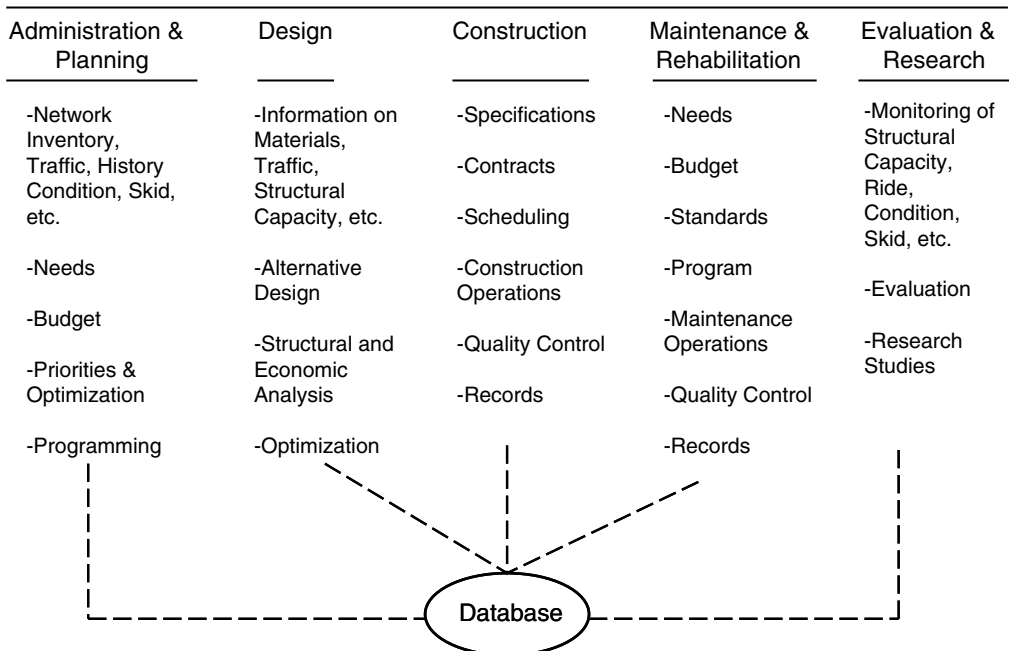 Administration &
Planning
-Network
Inventory,
Traffic, History
Condition, Skid,
etc.
-Needs
-Budget
-Priorities &
Optimization
-Programming
Design
-Information on
Materials,
Traffic,
Structural
Capacity, etc.
-Alternative
Design
-Structural and
Economic
Analysis
-Optimization
Construction
-Specifications
-Contracts
-Scheduling
-Construction
Operations
-Quality Control
-Records
Maintenance &
Rehabilitation
-Needs
-Budget
-Standards
-Program
-Maintenance
Operations
-Quality Control
-Records
Evaluation &
Research
-Monitoring of
Structural
Capacity,
Ride,
Condition,
Skid, etc.
-Evaluation
-Research
Studies
Database